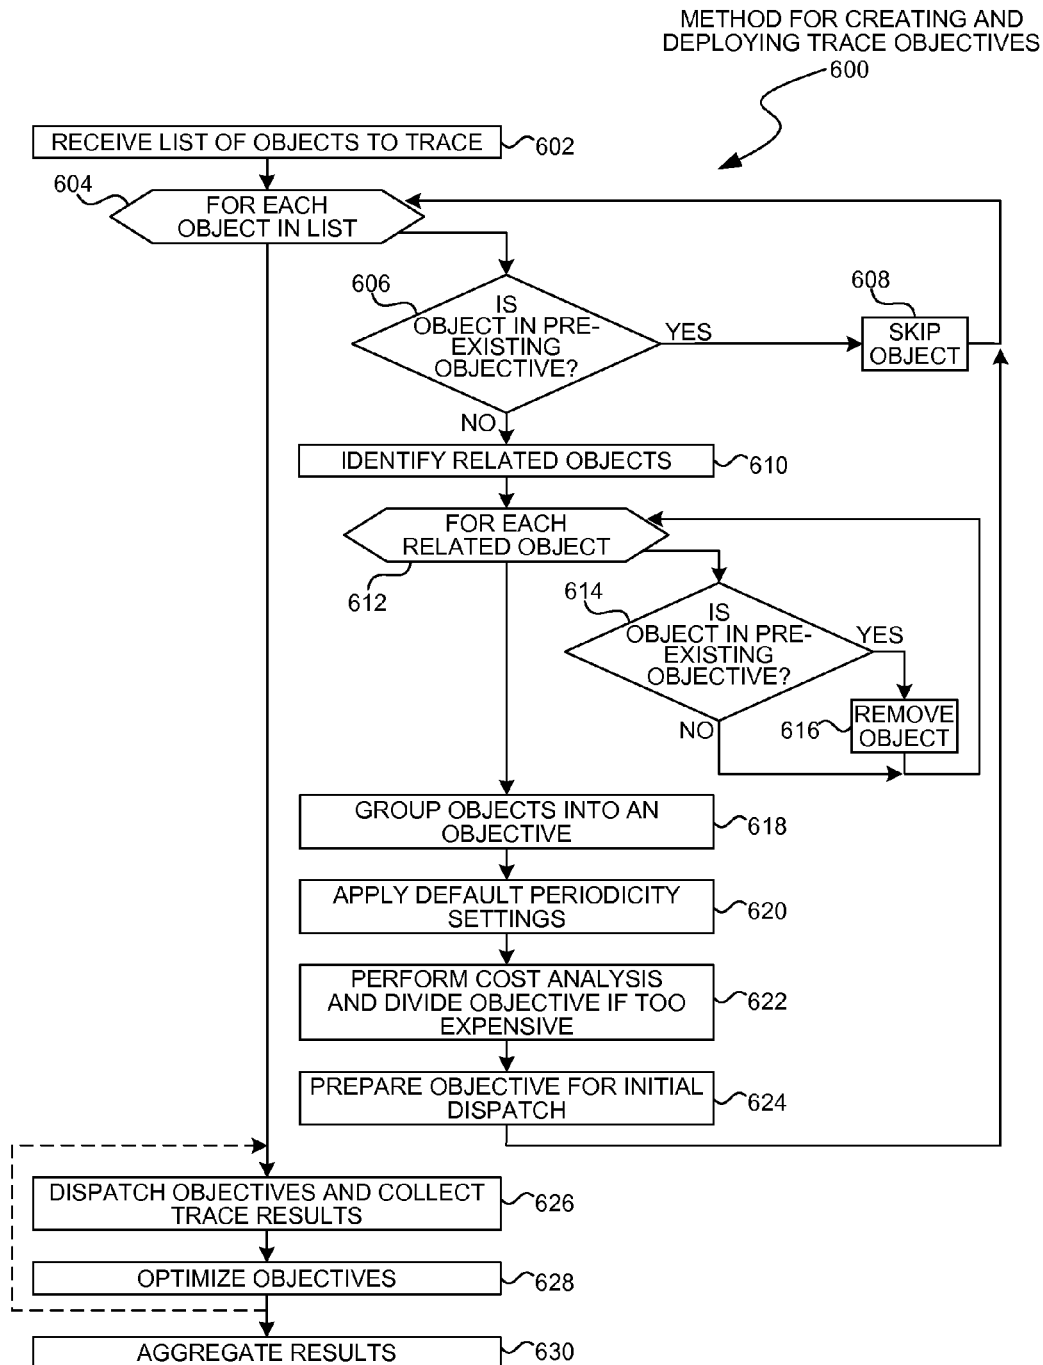 METHOD FOR CREATING AND
DEPLOYING TRACE OBJECTIVES
600
RECEIVE LIST OF OBJECTS TO TRACE
602
604
FOR EACH
OBJECT IN LIST
606
IS
OBJECT IN PRE-
EXISTING
OBJECTIVE?
YES
608
SKIP
OBJECT
NO
IDENTIFY RELATED OBJECTS
610
FOR EACH
RELATED OBJECT
612
614
IS
OBJECT IN PRE-
EXISTING
OBJECTIVE?
YES
NO
616
REMOVE
OBJECT
GROUP OBJECTS INTO AN
OBJECTIVE
618
APPLY DEFAULT PERIODICITY
SETTINGS
620
PERFORM COST ANALYSIS
AND DIVIDE OBJECTIVE IF TOO
EXPENSIVE
622
PREPARE OBJECTIVE FOR INITIAL
DISPATCH
624
DISPATCH OBJECTIVES AND COLLECT
TRACE RESULTS
626
OPTIMIZE OBJECTIVES
628
AGGREGATE RESULTS
630